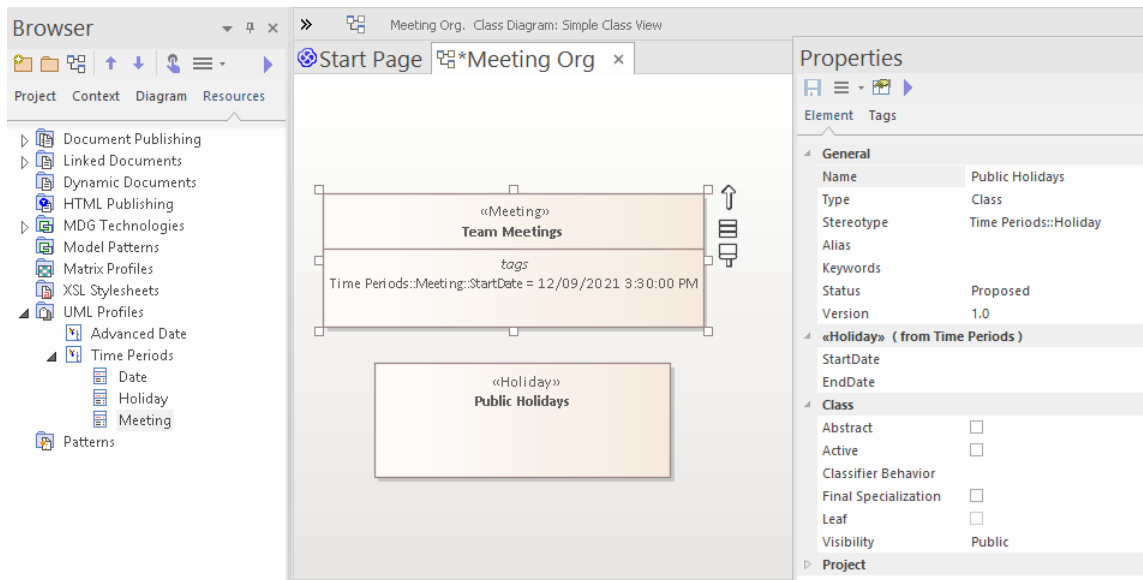 Browser
Project Context Diagram Resources
Document Publishing
Linked Documents
Dynamic Documents
HTML Publishing
MDG Technologies
Model Patterns
Matrix Profiles
XSL Stylesheets
UML Profiles
Advanced Date
Time Periods
Date
Holiday
Meeting
Patterns
Meeting Org. Class Diagram: Simple Class View
Start Page *Meeting Org ×
«Meeting»
Team Meetings
tags
Time Periods::Meeting::StartDate = 12/09/2021 3:30:00 PM
«Holiday»
Public Holidays
Properties
Element Tags
General
Name Public Holidays
Type Class
Stereotype Time Periods::Holiday
Alias
Keywords
Status Proposed
Version 1.0
«Holiday» ( from Time Periods )
StartDate
EndDate
Class
Abstract
Active
Classifier Behavior
Final Specialization
Leaf
Visibility Public
Project